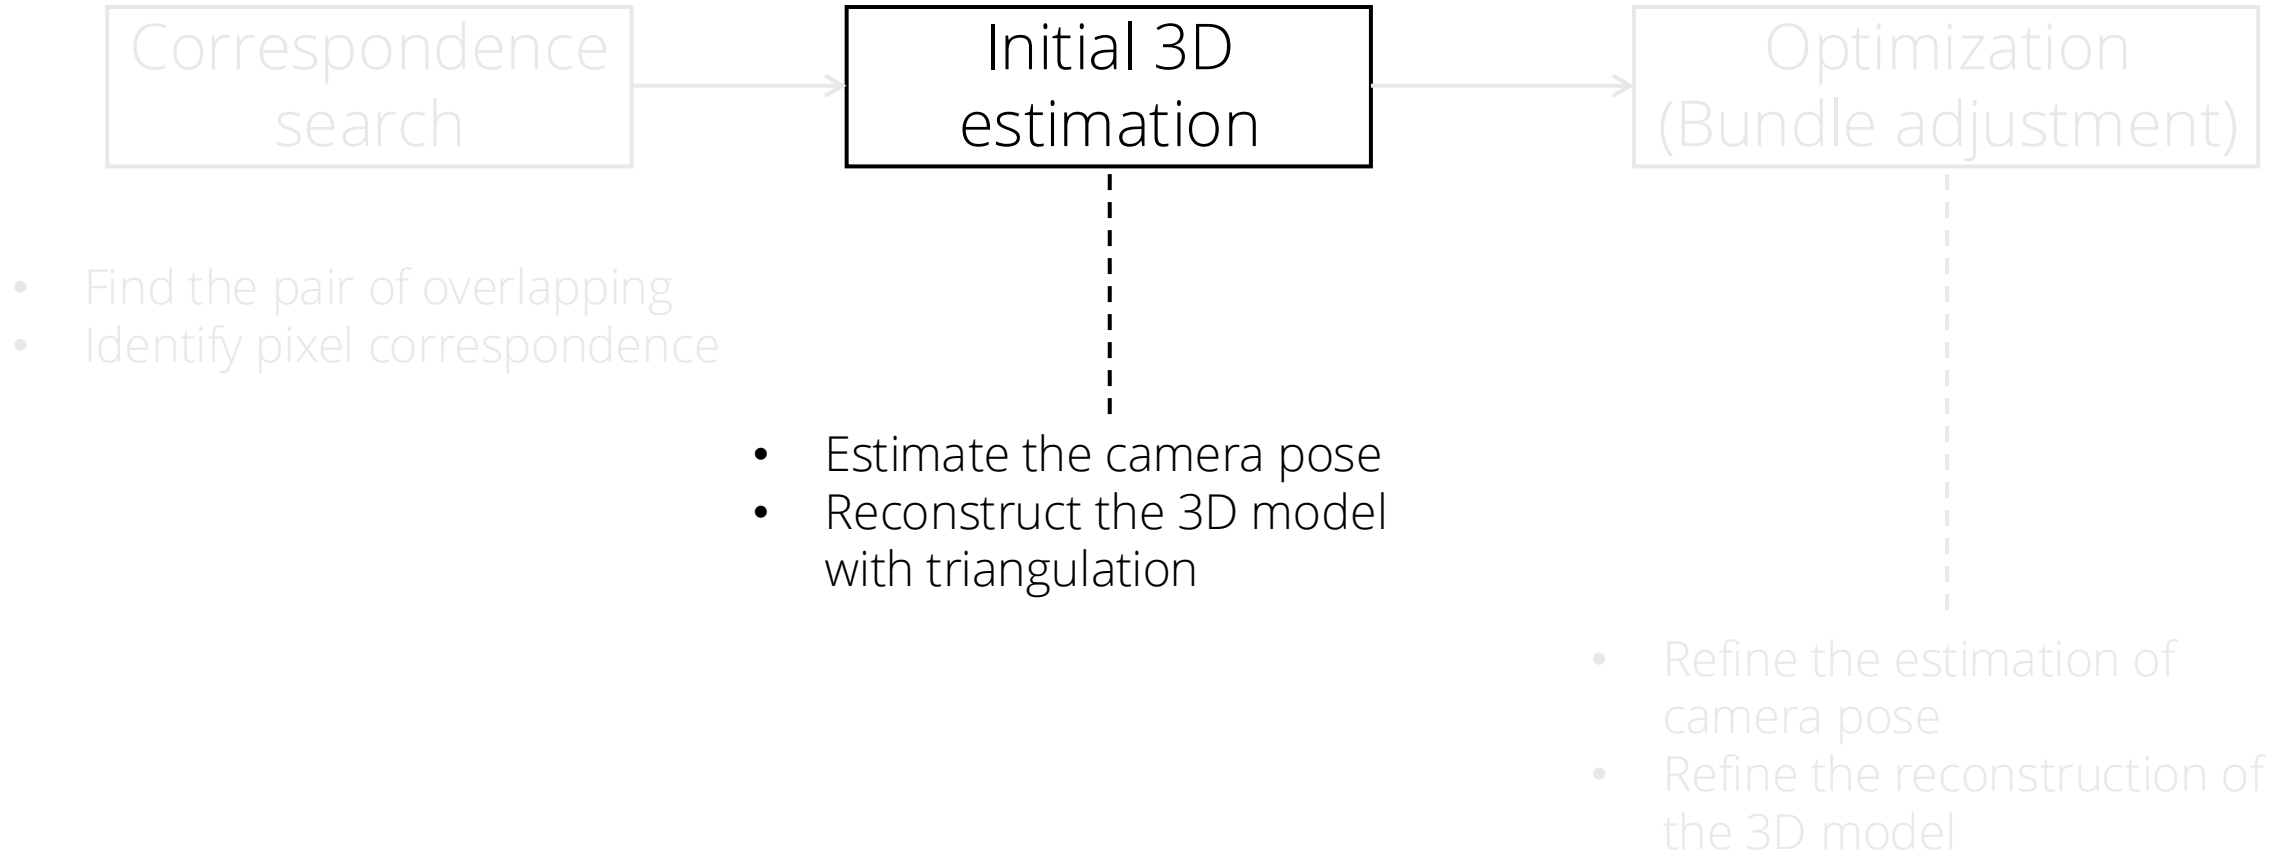 Correspondence
search
Initial 3D
estimation
Optimization
(Bundle adjustment)
• Find the pair of overlapping
• Identify pixel correspondence
• Estimate the camera pose
• Reconstruct the 3D model
with triangulation
• Refine the estimation of
camera pose
• Refine the reconstruction of
the 3D model